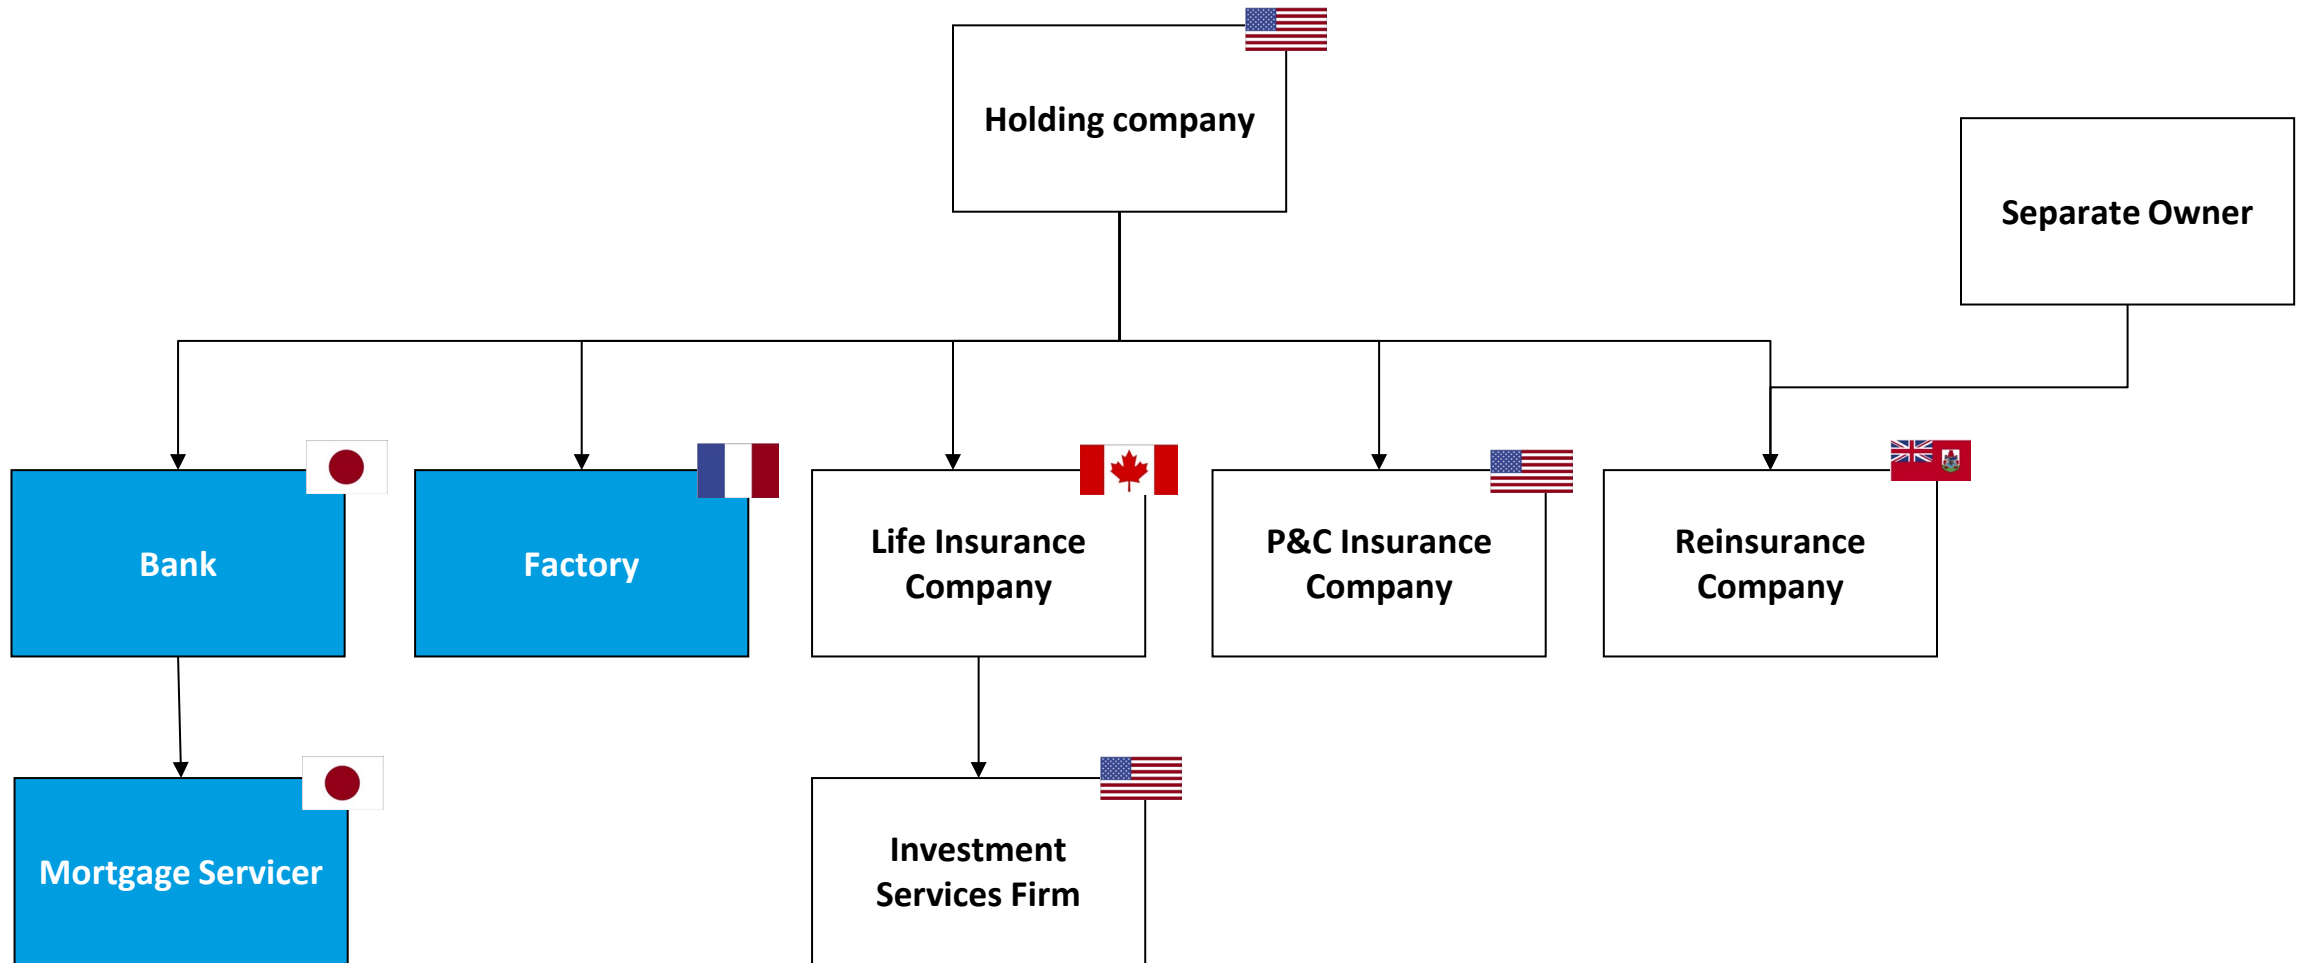 Holding company
Separate Owner
Bank
Factory
Life Insurance
Company
P&C Insurance
Company
Reinsurance
Company
Mortgage Servicer
Investment
Services Firm